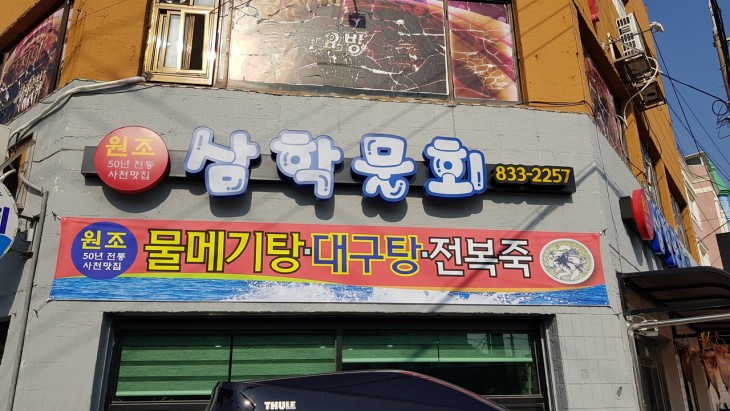 요방
원조
50년 전통
사천맛집
삼학물회
833-2257
원조
50년 전통
사천맛집
물메기탕·대구탕·전복죽
THULE